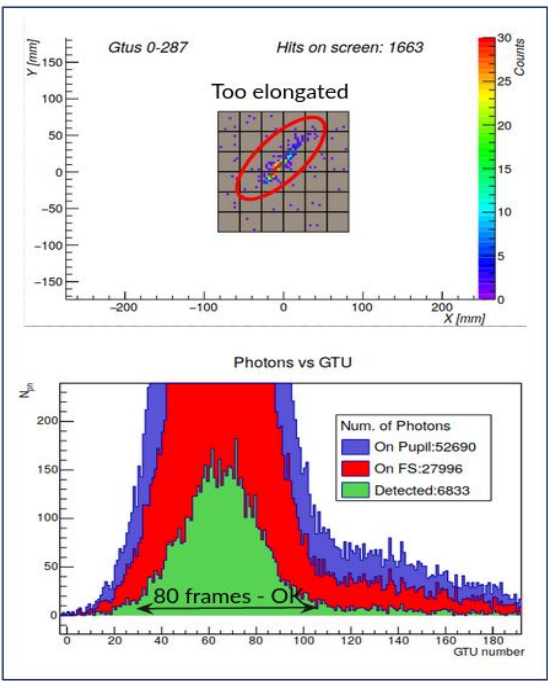 Gtus 0-287
Hits on screen: 1663
Y [mm]
150
100
50
0
−50
−100
−150
Too elongated
−200
−100
0
100
200
X [mm]
30
25
20
15
10
5
0
Counts
Photons vs GTU
Nph
200
150
100
50
0
Num. of Photons
On Pupil:52690
On FS:27996
Detected:6833
80 frames - OK
0
20
40
60
80
100
120
140
160
180
GTU number